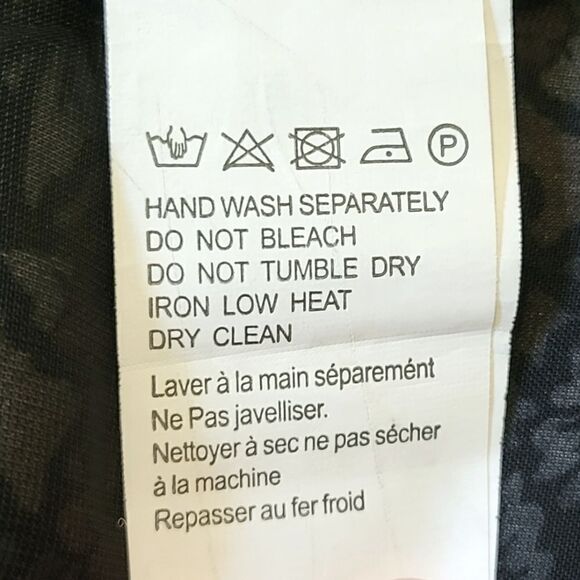 P
HAND WASH SEPARATELY
DO NOT BLEACH
DO NOT TUMBLE DRY
IRON LOW HEAT
DRY CLEAN
Laver à la main séparemént
Ne Pas javelliser.
Nettoyer à sec ne pas sécher
à la machine
Repasser au fer froid